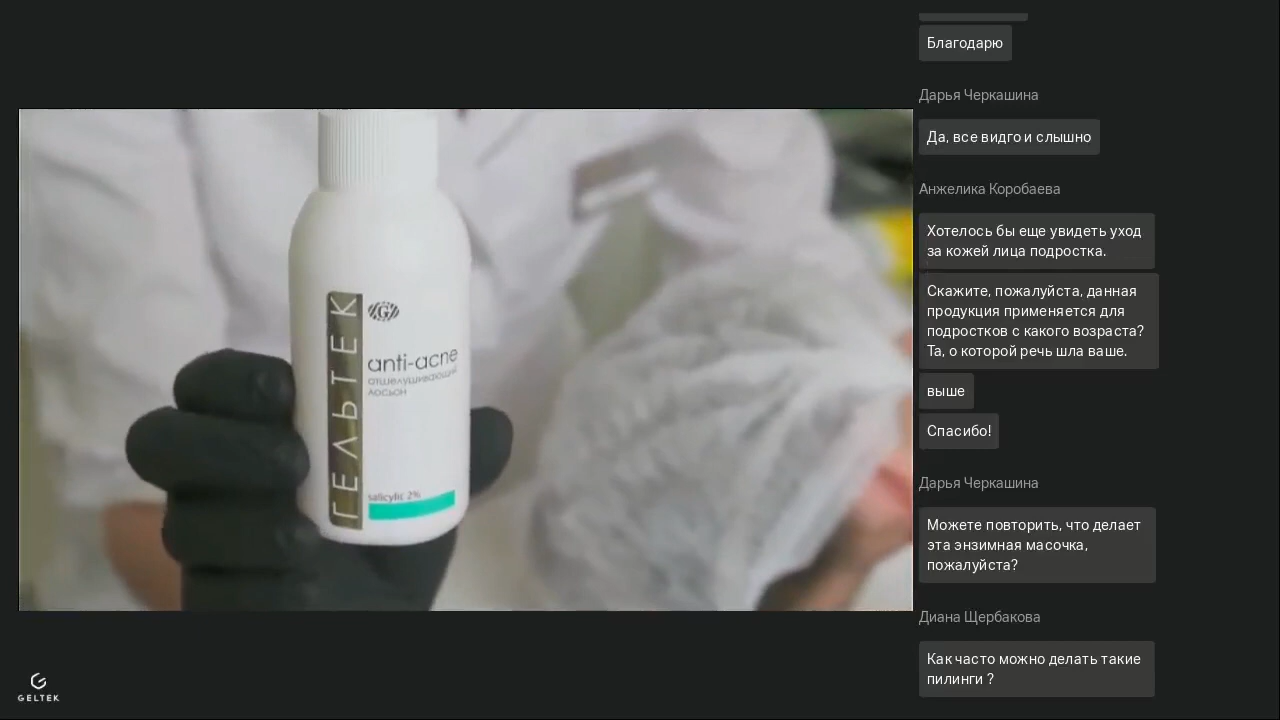 ГЕЛЬТЕК
anti-acne
отшелушивающий
лосьон
salicylic 2%
GELTEK
Благодарю
Дарья Черкашина
Да, все видго и слышно
Анжелика Коробаева
Хотелось бы еще увидеть уход
за кожей лица подростка.
Скажите, пожалуйста, данная
продукция применяется для
подростков с какого возраста?
Та, о которой речь шла ваше.
выше
Спасибо!
Дарья Черкашина
Можете повторить, что делает
эта энзимная масочка,
пожалуйста?
Диана Щербакова
Как часто можно делать такие
пилинги ?